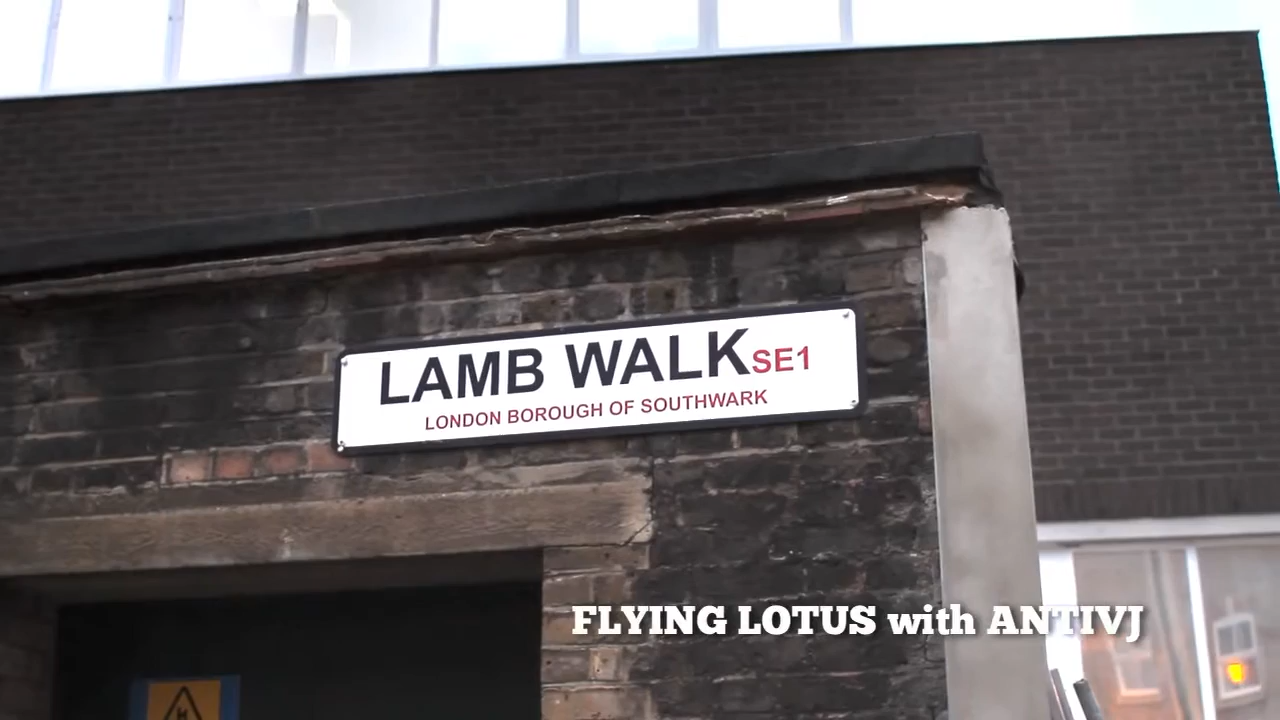 LAMB WALK SE1
LONDON BOROUGH OF SOUTHWARK
FLYING LOTUS with ANTIVJ